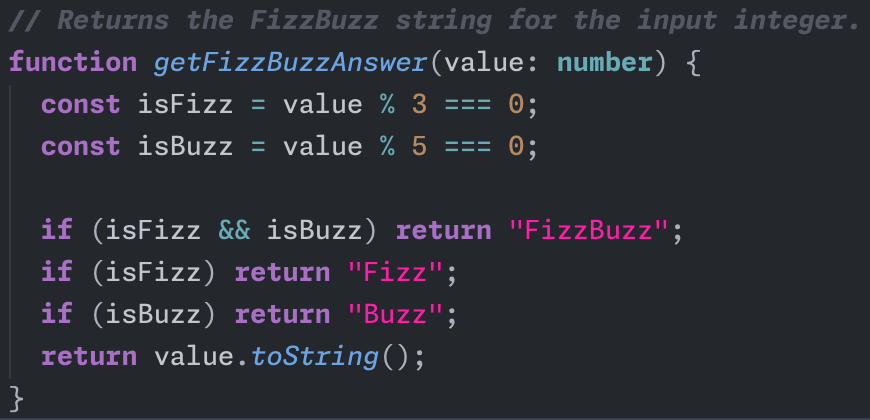 // Returns the FizzBuzz string for the input integer.
function getFizzBuzzAnswer(value: number) {
  const isFizz = value % 3 === 0;
  const isBuzz = value % 5 === 0;

  if (isFizz && isBuzz) return "FizzBuzz";
  if (isFizz) return "Fizz";
  if (isBuzz) return "Buzz";
  return value.toString();
}